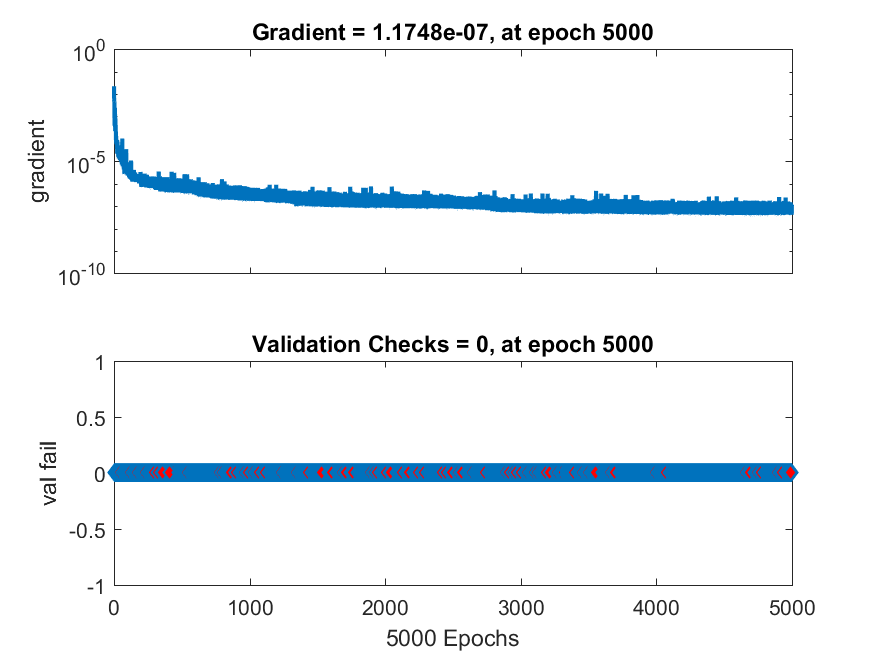 Gradient = 1.1748e-07, at epoch 5000
10^0
10^-5
10^-10
gradient
Validation Checks = 0, at epoch 5000
1
0.5
0
-0.5
-1
val fail
0 1000 2000 3000 4000 5000
5000 Epochs